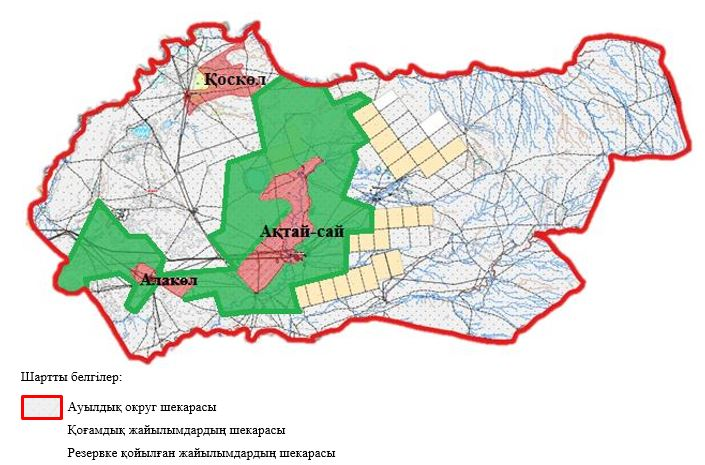 Қоскөл
Ақтай-сай
Алакөл
Шартты белгілер:
Ауылдық округ шекарасы
Қоғамдық жайылымдардың шекарасы
Резервке қойылған жайылымдардың шекарасы